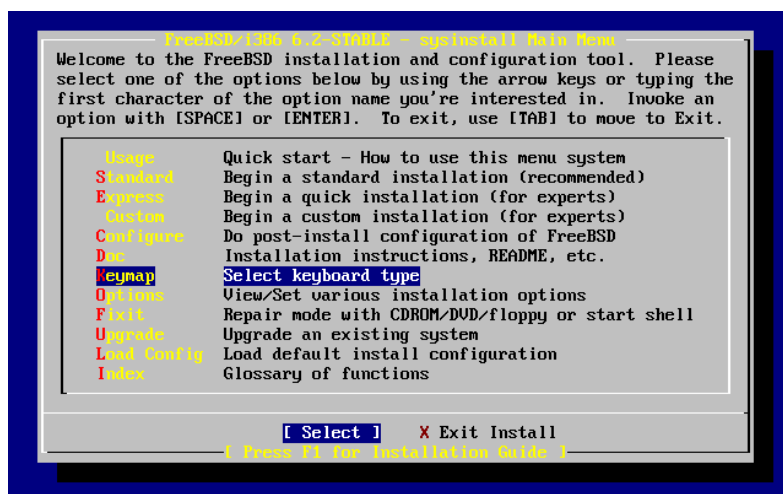 FreeBSD/i386 6.2-STABLE - sysinstall Main Menu
Welcome to the FreeBSD installation and configuration tool.  Please
select one of the options below by using the arrow keys or typing the
first character of the option name you're interested in.  Invoke an
option with [SPACE] or [ENTER].  To exit, use [TAB] to move to Exit.
Usage Quick start - How to use this menu system
Standard Begin a standard installation (recommended)
Express Begin a quick installation (for experts)
Custom Begin a custom installation (for experts)
Configure Do post-install configuration of FreeBSD
Doc Installation instructions, README, etc.
Keymap Select keyboard type
Options View/Set various installation options
Fixit Repair mode with CDROM/DVD/floppy or start shell
Upgrade Upgrade an existing system
Load Config Load default install configuration
Index Glossary of functions
[ Select ] X Exit Install
[ Press F1 for Installation Guide ]